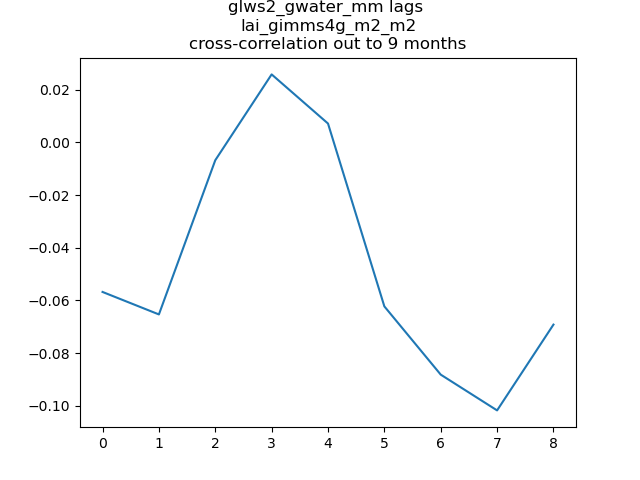 glws2_gwater_mm lags
lai_gimms4g_m2_m2
cross-correlation out to 9 months
0.02
0.00
−0.02
−0.04
−0.06
−0.08
−0.10
0 1 2 3 4 5 6 7 8